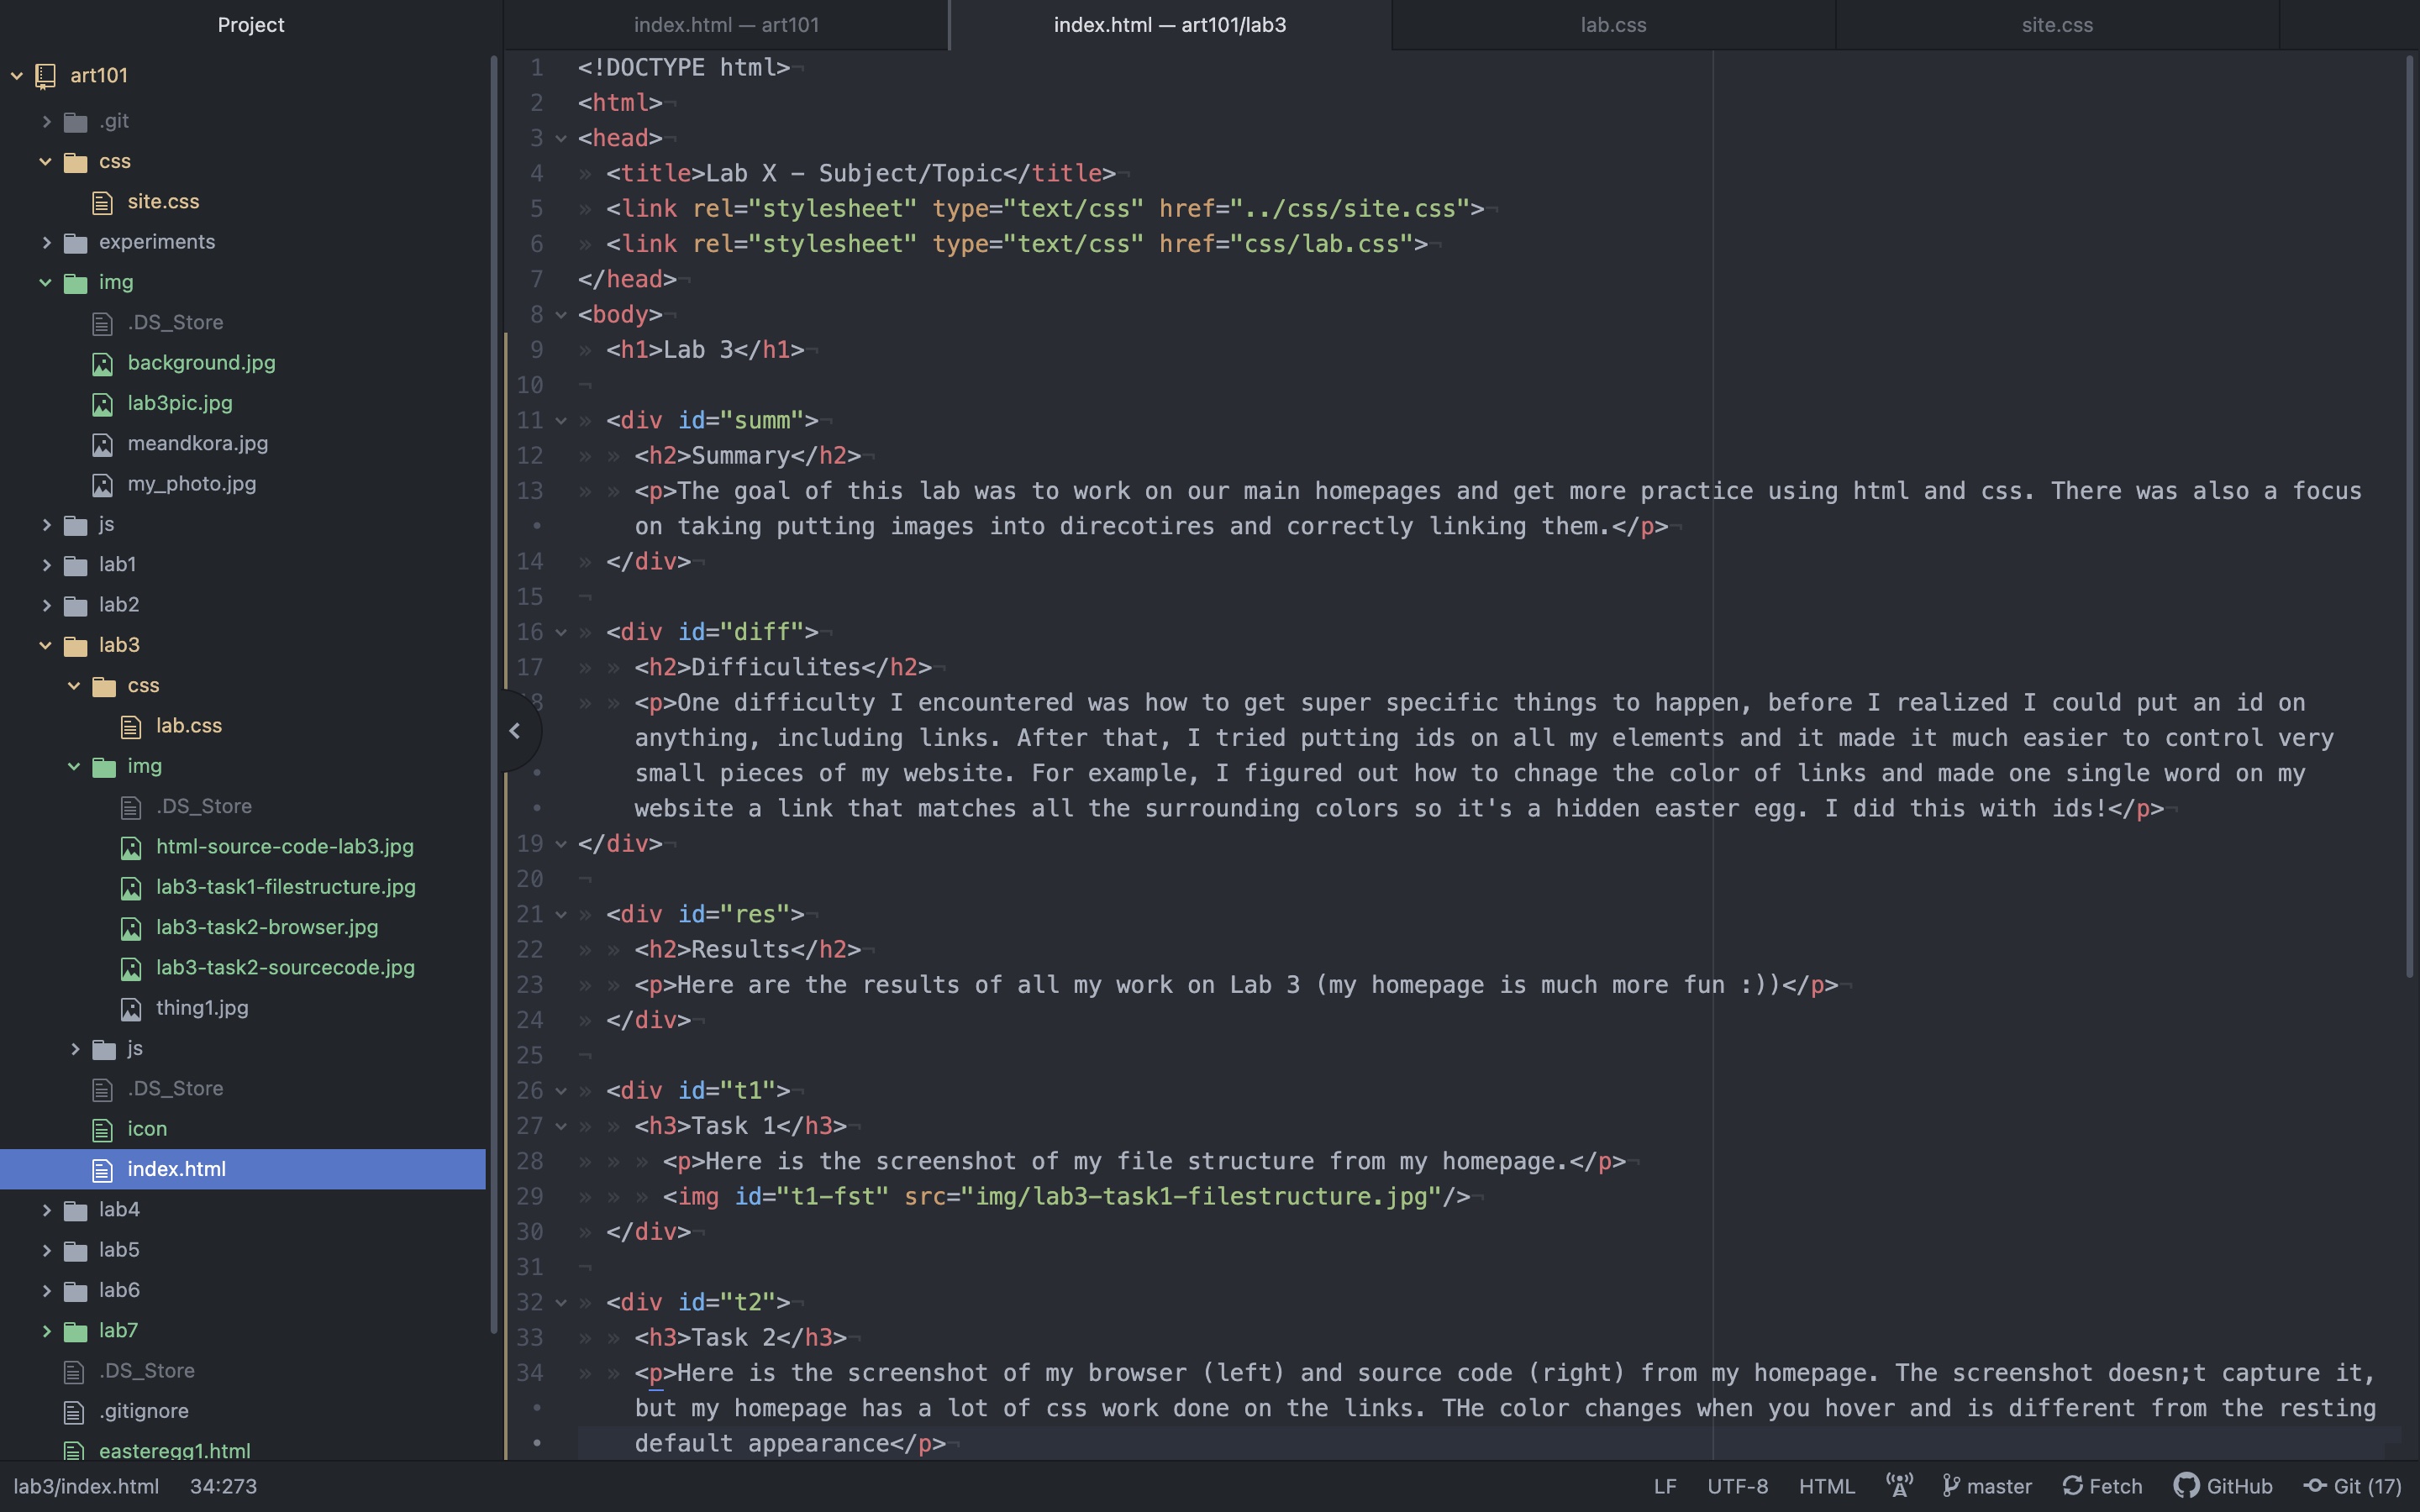 Project
art101
.git
css
site.css
experiments
img
.DS_Store
background.jpg
lab3pic.jpg
meandkora.jpg
my_photo.jpg
js
lab1
lab2
lab3
css
lab.css
img
.DS_Store
html-source-code-lab3.jpg
lab3-task1-filestructure.jpg
lab3-task2-browser.jpg
lab3-task2-sourcecode.jpg
thing1.jpg
js
.DS_Store
icon
index.html
lab4
lab5
lab6
lab7
.DS_Store
.gitignore
easteregg1.html
index.html — art101
index.html — art101/lab3
lab.css
site.css
1 <!DOCTYPE html>
2 <html>
3 <head>
4 <title>Lab X - Subject/Topic</title>
5 <link rel="stylesheet" type="text/css" href="../css/site.css">
6 <link rel="stylesheet" type="text/css" href="css/lab.css">
7 </head>
8 <body>
9 <h1>Lab 3</h1>
10
11 <div id="summ">
12 <h2>Summary</h2>
13 <p>The goal of this lab was to work on our main homepages and get more practice using html and css. There was also a focus
on taking putting images into direcotires and correctly linking them.</p>
14 </div>
15
16 <div id="diff">
17 <h2>Difficulites</h2>
8 <p>One difficulty I encountered was how to get super specific things to happen, before I realized I could put an id on
anything, including links. After that, I tried putting ids on all my elements and it made it much easier to control very
small pieces of my website. For example, I figured out how to chnage the color of links and made one single word on my
website a link that matches all the surrounding colors so it's a hidden easter egg. I did this with ids!</p>
19 </div>
20
21 <div id="res">
22 <h2>Results</h2>
23 <p>Here are the results of all my work on Lab 3 (my homepage is much more fun :))</p>
24 </div>
25
26 <div id="t1">
27 <h3>Task 1</h3>
28 <p>Here is the screenshot of my file structure from my homepage.</p>
29 <img id="t1-fst" src="img/lab3-task1-filestructure.jpg"/>
30 </div>
31
32 <div id="t2">
33 <h3>Task 2</h3>
34 <p>Here is the screenshot of my browser (left) and source code (right) from my homepage. The screenshot doesn;t capture it,
but my homepage has a lot of css work done on the links. THe color changes when you hover and is different from the resting
default appearance</p>
lab3/index.html 34:273 LF UTF-8 HTML master Fetch GitHub Git (17)